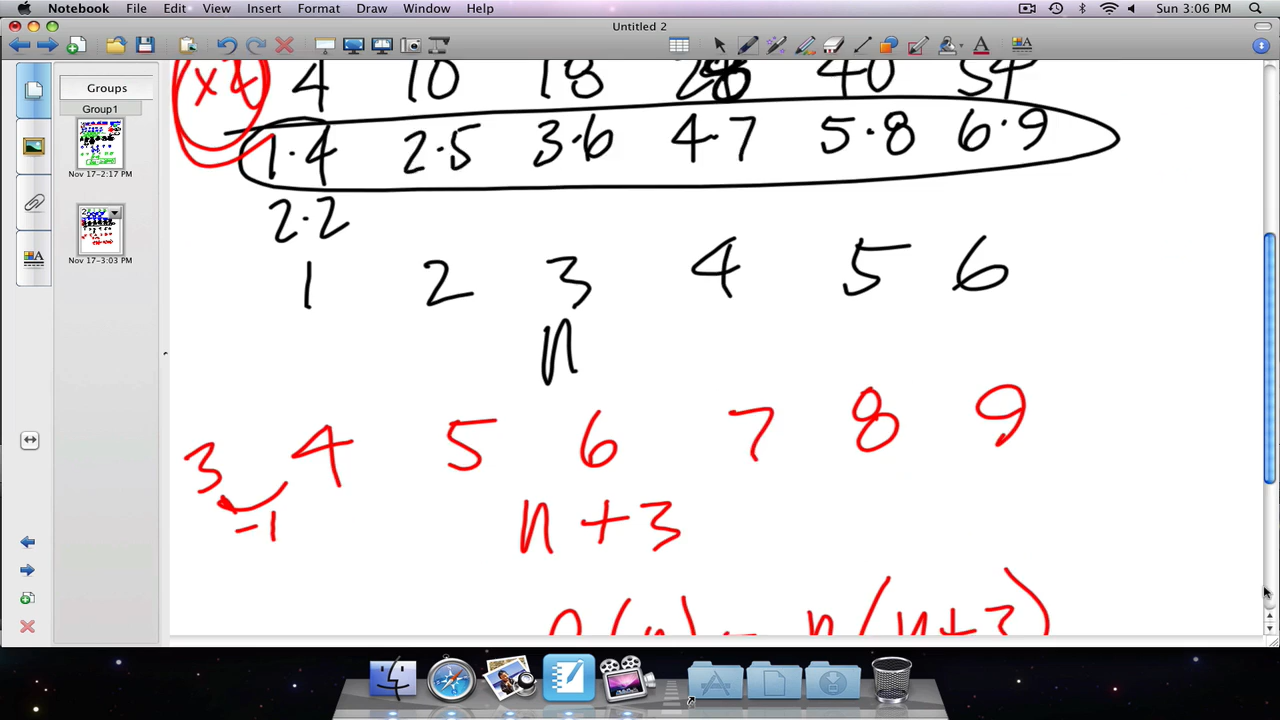 Notebook File Edit View Insert Format Draw Window Help Sun 3:06 PM
Untitled 2
Groups
Group1
Nov 17-2:17 PM
Nov 17-3:03 PM
4 10 18 28 40 54
1·4 2·5 3·6 4·7 5·8 6·9
2·2
1 2 3 4 5 6
n
3 4 5 6 7 8 9
-1
n+3
n(n+3)